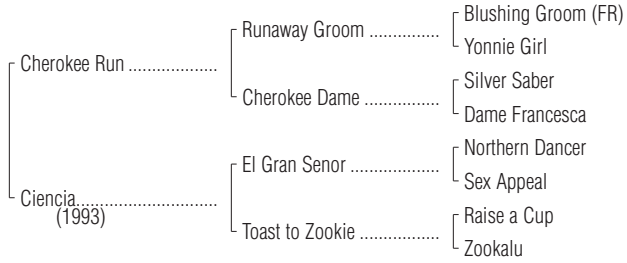 Blushing Groom (FR)
Runaway Groom ................
Yonnie Girl
Cherokee Run ....................
Silver Saber
Cherokee Dame .................
Dame Francesca
Northern Dancer
El Gran Senor ....................
Sex Appeal
Ciencia................................
(1993)
Raise a Cup
Toast to Zookie ..................
Zookalu